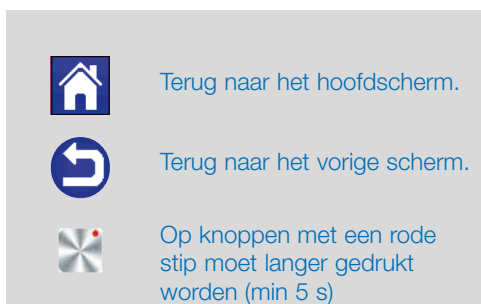 Terug naar het hoofdscherm.
Terug naar het vorige scherm.
Op knoppen met een rode
stip moet langer gedrukt
worden (min 5 s)